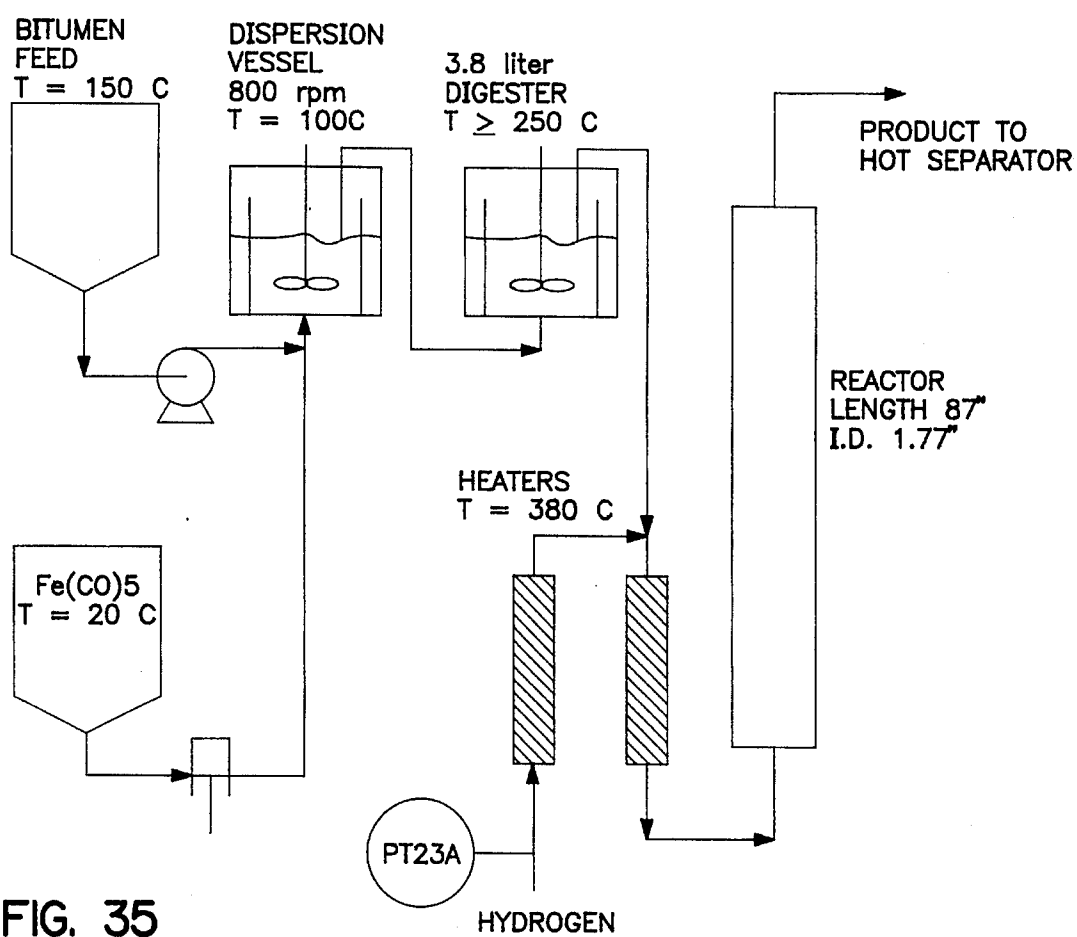 BITUMEN
FEED
T = 150 C
DISPERSION
VESSEL
800 rpm
T = 100C
3.8 liter
DIGESTER
T ≥ 250 C
PRODUCT TO
HOT SEPARATOR
REACTOR
LENGTH 87"
I.D. 1.77"
HEATERS
T = 380 C
Fe(CO)5
T = 20 C
PT23A
HYDROGEN
FIG. 35